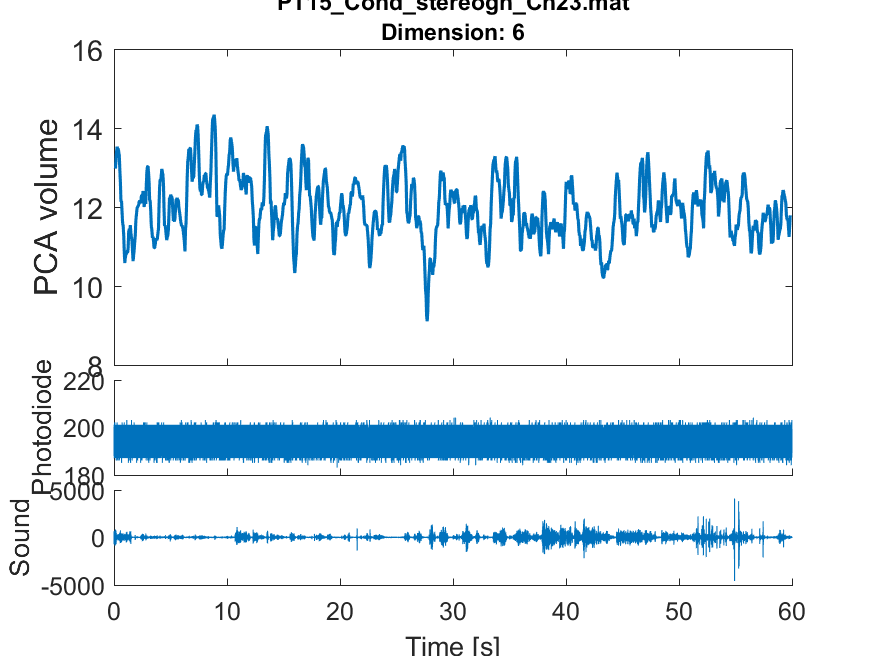 PT15_Cond_stereogn_Ch23.mat
Dimension: 6
16
14
12
10
8
PCA volume
220
200
180
Photodiode
5000
0
-5000
Sound
0 10 20 30 40 50 60
Time [s]